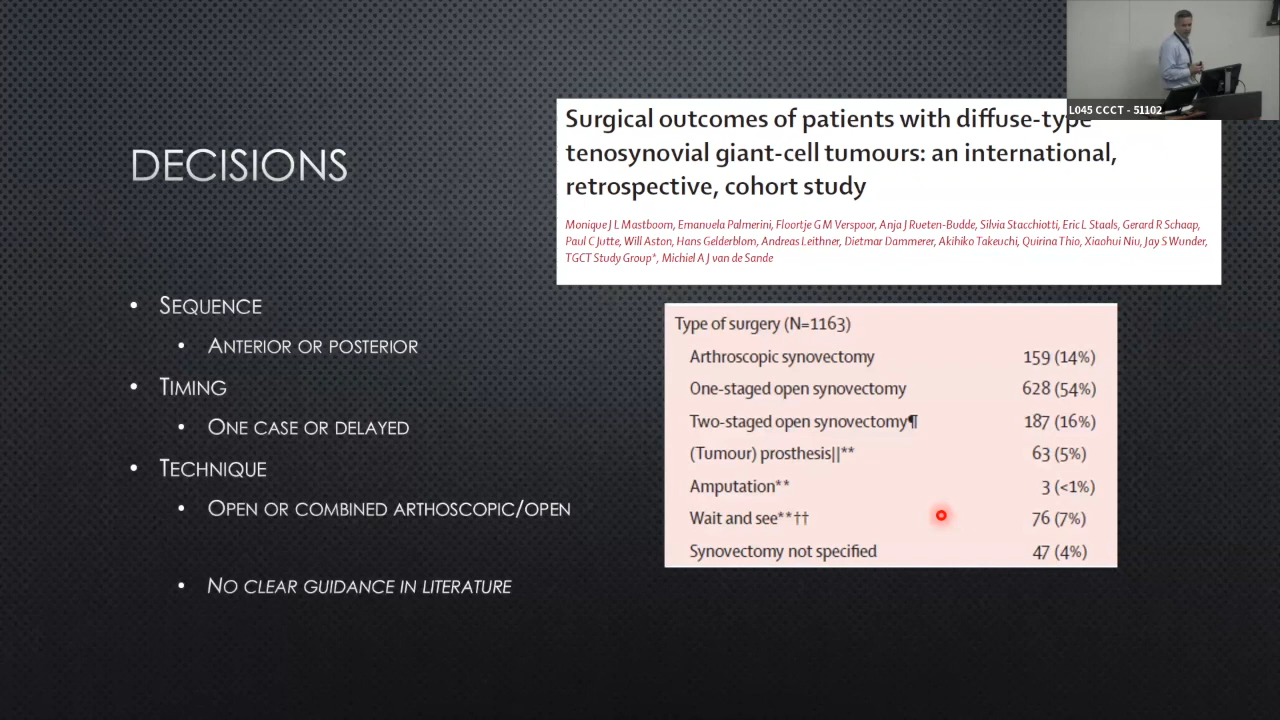 L045 CCCT - 51102
DECISIONS
• SEQUENCE
• ANTERIOR OR POSTERIOR
• TIMING
• ONE CASE OR DELAYED
• TECHNIQUE
• OPEN OR COMBINED ARTHOSCOPIC/OPEN
• NO CLEAR GUIDANCE IN LITERATURE
Surgical outcomes of patients with diffuse-type
tenosynovial giant-cell tumours: an international,
retrospective, cohort study
Monique J L Mastboom, Emanuela Palmerini, Floortje G M Verspoor, Anja J Rueten-Budde, Silvia Stacchiotti, Eric L Staals, Gerard R Schaap,
Paul C Jutte, Will Aston, Hans Gelderblom, Andreas Leithner, Dietmar Dammerer, Akihiko Takeuchi, Quirina Thio, Xiaohui Niu, Jay S Wunder,
TGCT Study Group*, Michiel A J van de Sande
Type of surgery (N=1163)
Arthroscopic synovectomy 159 (14%)
One-staged open synovectomy 628 (54%)
Two-staged open synovectomy¶ 187 (16%)
(Tumour) prosthesis||** 63 (5%)
Amputation** 3 (<1%)
Wait and see**†† 76 (7%)
Synovectomy not specified 47 (4%)